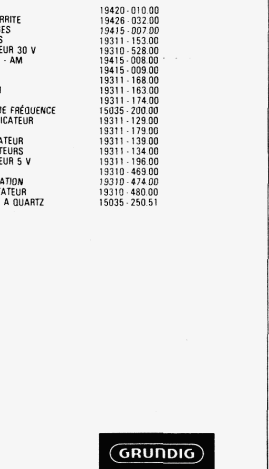 19420 - 010.00
RRITE 19426 - 032.00
ES 19415 - 007.00
S 19311 - 153.00
EUR 30 V 19310 - 528.00
- AM 19415 - 008.00
19415 - 009.00
19311 - 168.00
19311 - 163.00
19311 - 174.00
E FRÉQUENCE 15035 - 200.00
ICATEUR 19311 - 129.00
19311 - 179.00
ATEUR 19311 - 139.00
TEURS 19311 - 134.00
EUR 5 V 19311 - 196.00
19310 - 469.00
ATION 19310 - 474.00
TATEUR 19310 - 480.00
A QUARTZ 15035 - 250.51
GRUNDIG